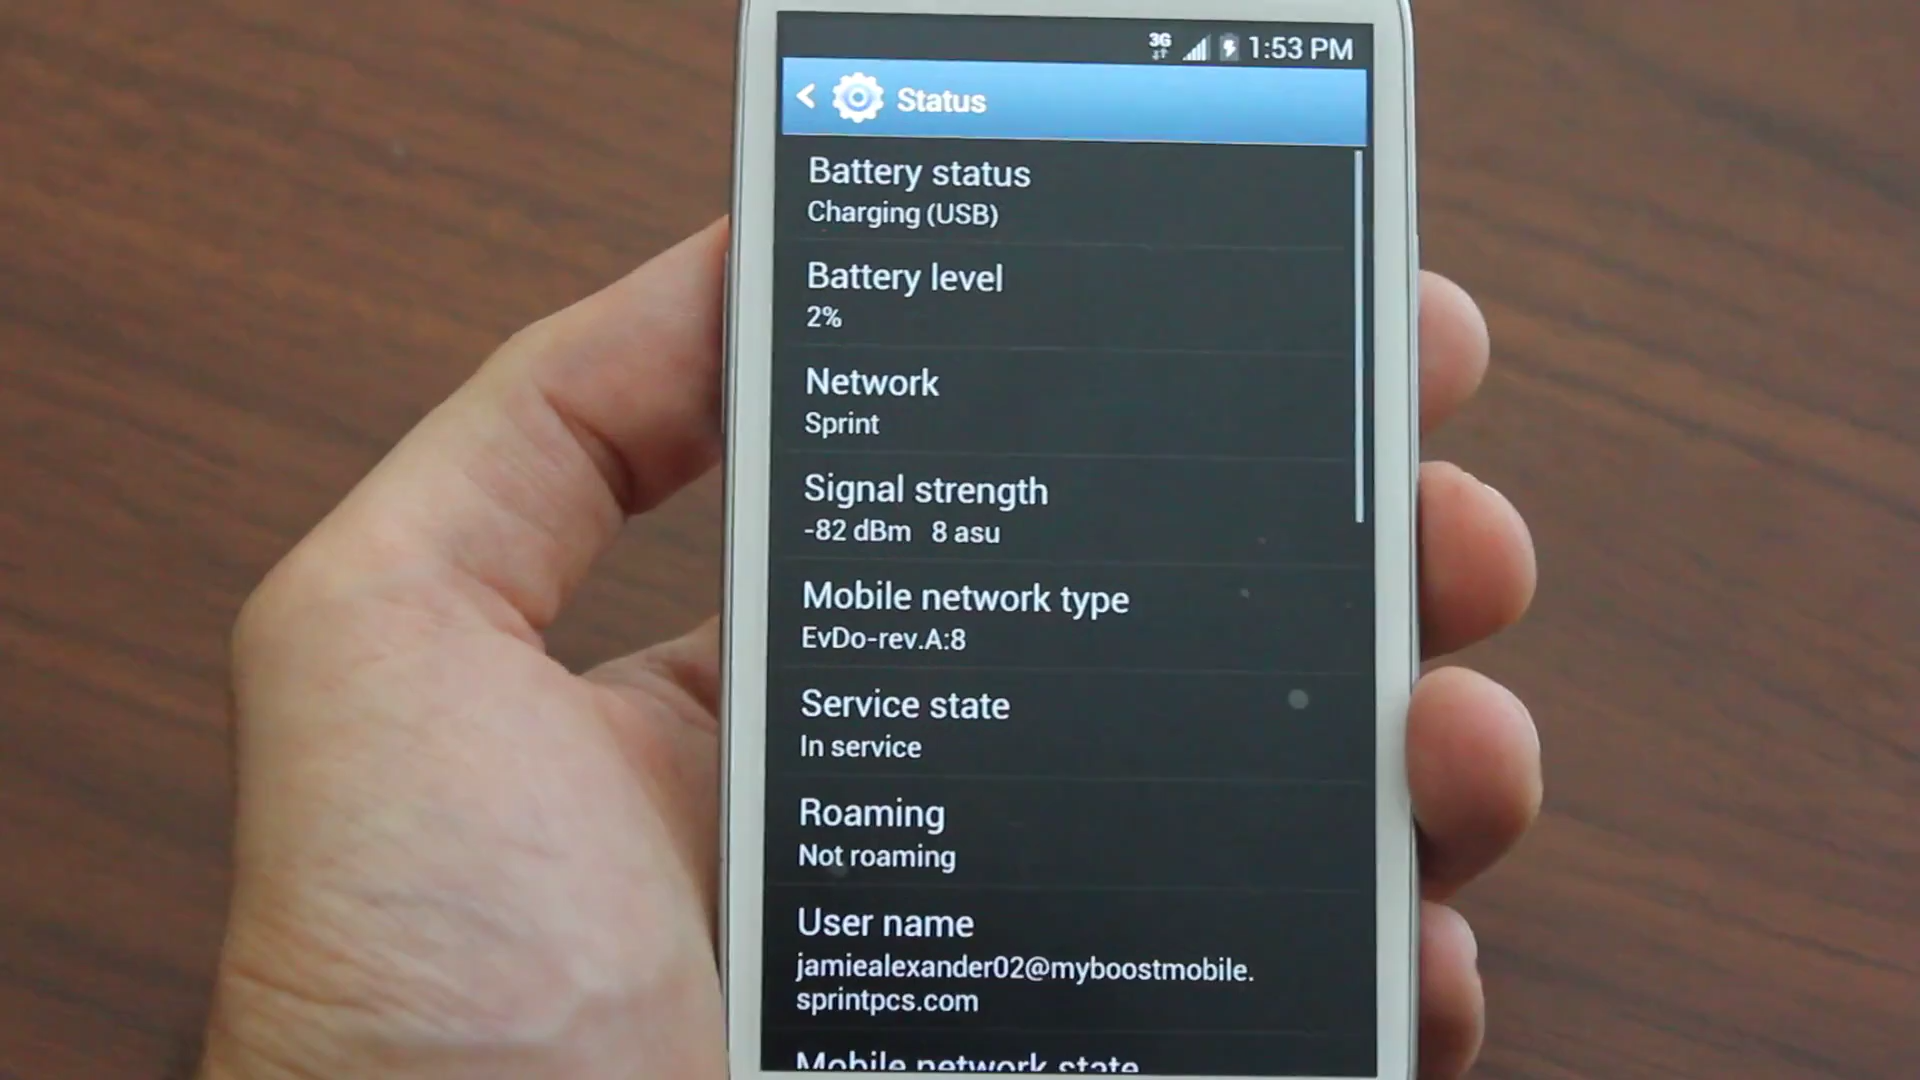 3G 1:53 PM
Status
Battery status
Charging (USB)
Battery level
2%
Network
Sprint
Signal strength
-82 dBm 8 asu
Mobile network type
EvDo-rev.A:8
Service state
In service
Roaming
Not roaming
User name
jamiealexander02@myboostmobile.
sprintpcs.com
Mobile network state